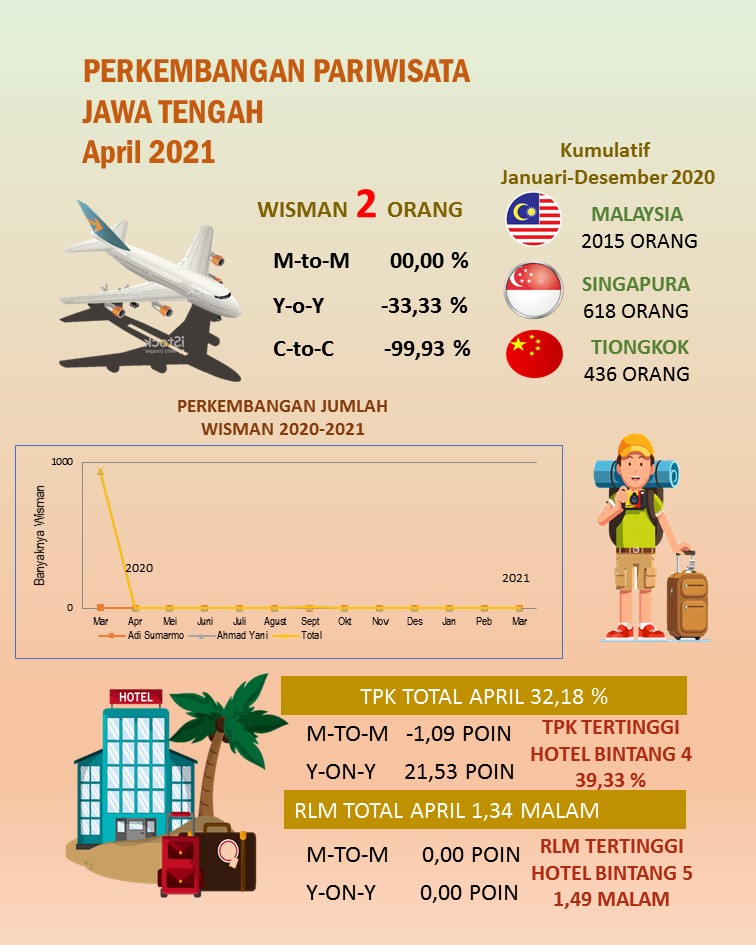 PERKEMBANGAN PARIWISATA
JAWA TENGAH
April 2021
Kumulatif
Januari-Desember 2020
WISMAN 2 ORANG
M-to-M 00,00 %
Y-o-Y -33,33 %
C-to-C -99,93 %
MALAYSIA
2015 ORANG
SINGAPURA
618 ORANG
TIONGKOK
436 ORANG
iStock
PERKEMBANGAN JUMLAH
WISMAN 2020-2021
Banyaknya Wisman
1000
0
2020
2021
Mar Apr Mei Juni Juli Agust Sept Okt Nov Des Jan Peb Mar
Adi Sumarmo Ahmad Yani Total
HOTEL
TPK TOTAL APRIL 32,18 %
M-TO-M -1,09 POIN
Y-ON-Y 21,53 POIN
TPK TERTINGGI
HOTEL BINTANG 4
39,33 %
RLM TOTAL APRIL 1,34 MALAM
M-TO-M 0,00 POIN
Y-ON-Y 0,00 POIN
RLM TERTINGGI
HOTEL BINTANG 5
1,49 MALAM